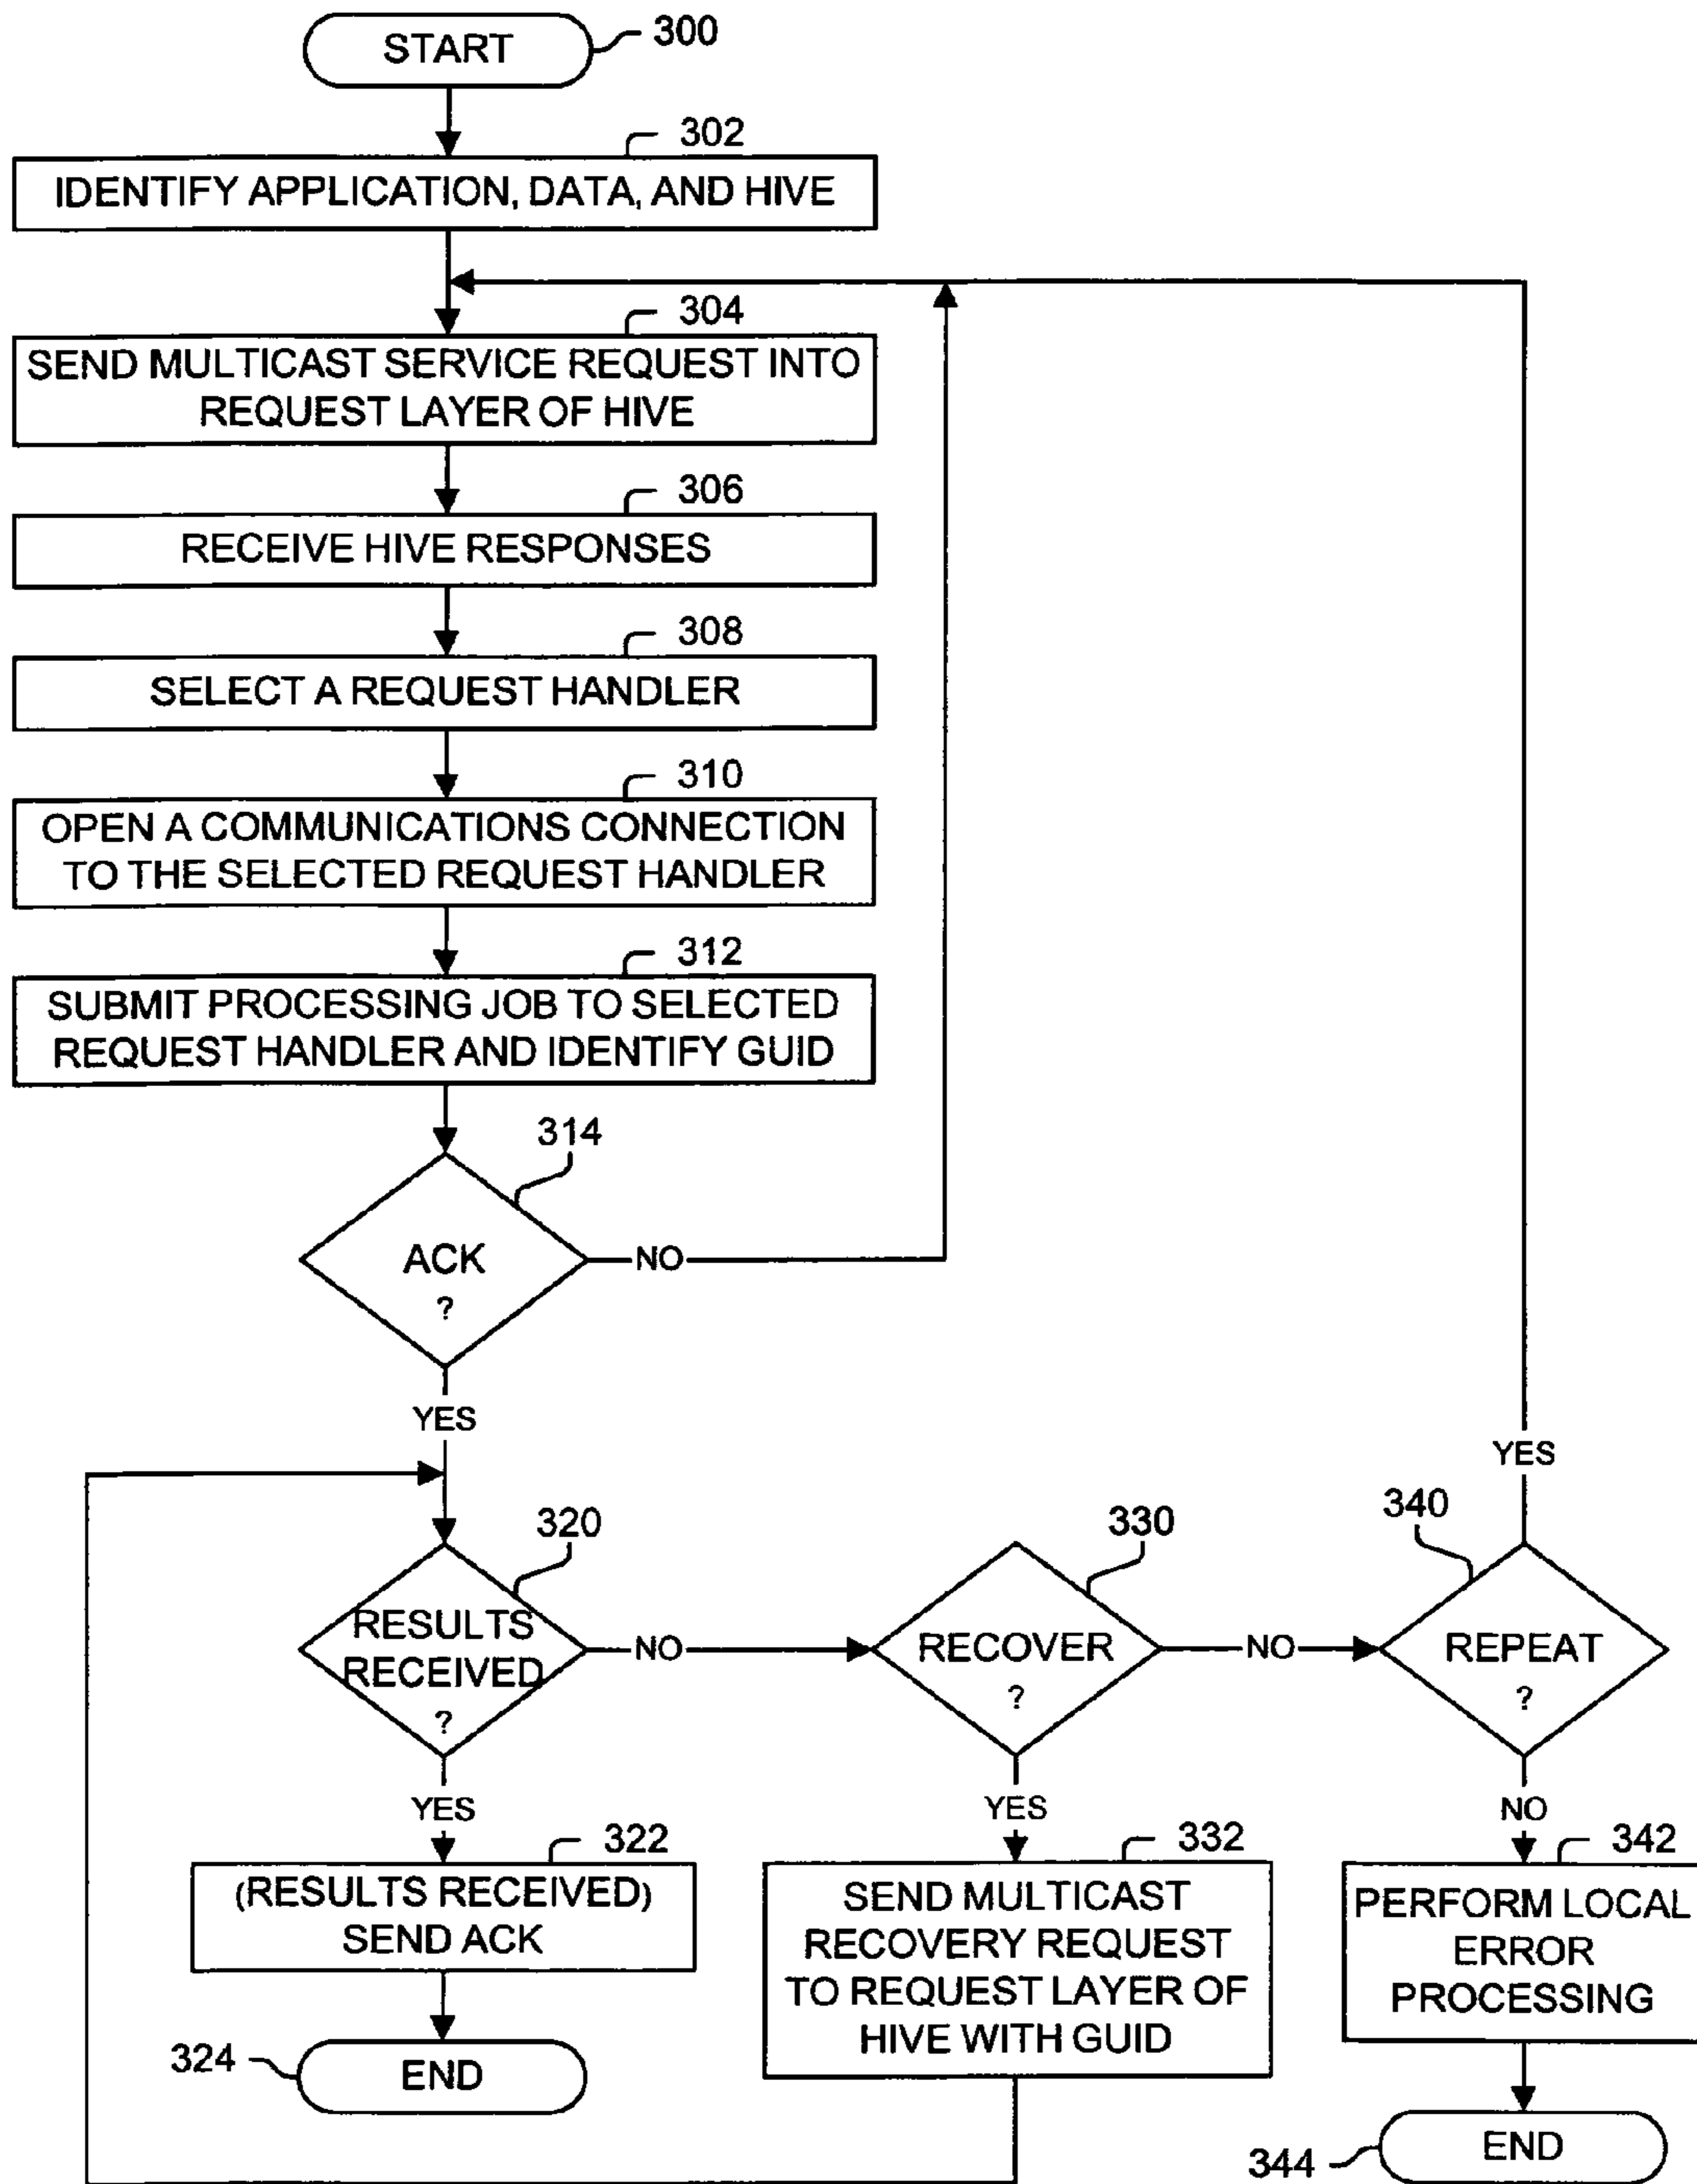 START
300
302
IDENTIFY APPLICATION, DATA, AND HIVE
304
SEND MULTICAST SERVICE REQUEST INTO
REQUEST LAYER OF HIVE
306
RECEIVE HIVE RESPONSES
308
SELECT A REQUEST HANDLER
310
OPEN A COMMUNICATIONS CONNECTION
TO THE SELECTED REQUEST HANDLER
312
SUBMIT PROCESSING JOB TO SELECTED
REQUEST HANDLER AND IDENTIFY GUID
314
ACK
?
NO
YES
320
RESULTS
RECEIVED
?
NO
330
RECOVER
?
NO
340
REPEAT
?
YES
YES
322
(RESULTS RECEIVED)
SEND ACK
324
END
YES
332
SEND MULTICAST
RECOVERY REQUEST
TO REQUEST LAYER OF
HIVE WITH GUID
NO
342
PERFORM LOCAL
ERROR
PROCESSING
344
END